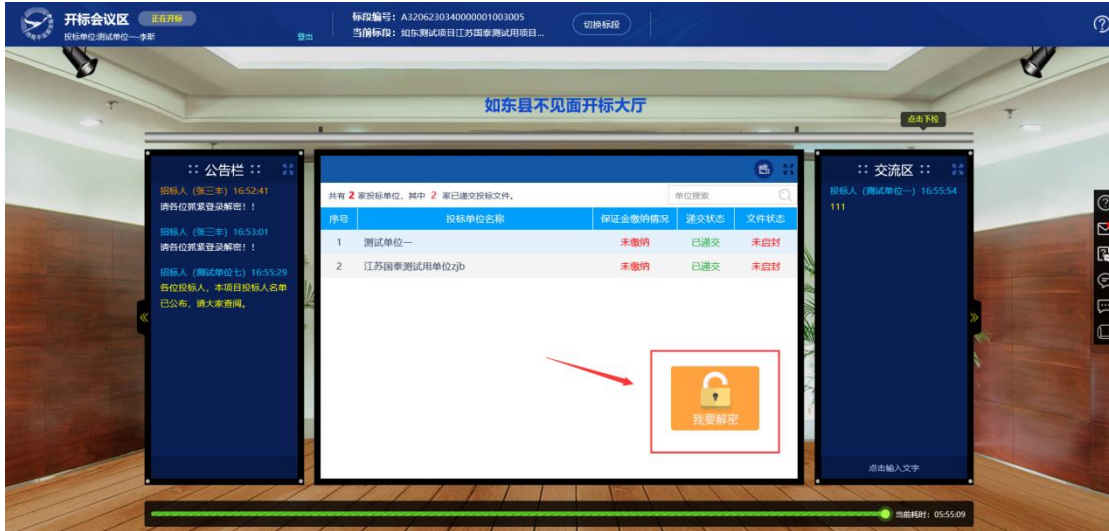 开标会议区 正在开标
投标单位:测试单位一---李斯 登出
标段编号：A3206230340000001003005
当前标段：如东测试项目江苏国泰测试用项目...
切换标段
如东县不见面开标大厅
点击下拉
:: 公告栏 ::
招标人（张三丰）16:52:41
请各位抓紧登录解密！！
招标人（张三丰）16:53:01
请各位抓紧登录解密！！
招标人（测试单位七）16:55:29
各位投标人，本项目投标人名单
已公布，请大家查阅。
共有 2 家投标单位，其中 2 家已递交投标文件。 单位搜索
序号 投标单位名称 保证金缴纳情况 递交状态 文件状态
1 测试单位一 未缴纳 已递交 未启封
2 江苏国泰测试用单位zjb 未缴纳 已递交 未启封
我要解密
:: 交流区 ::
投标人（测试单位一）16:55:54
111
点击输入文字
当前耗时：05:55:09